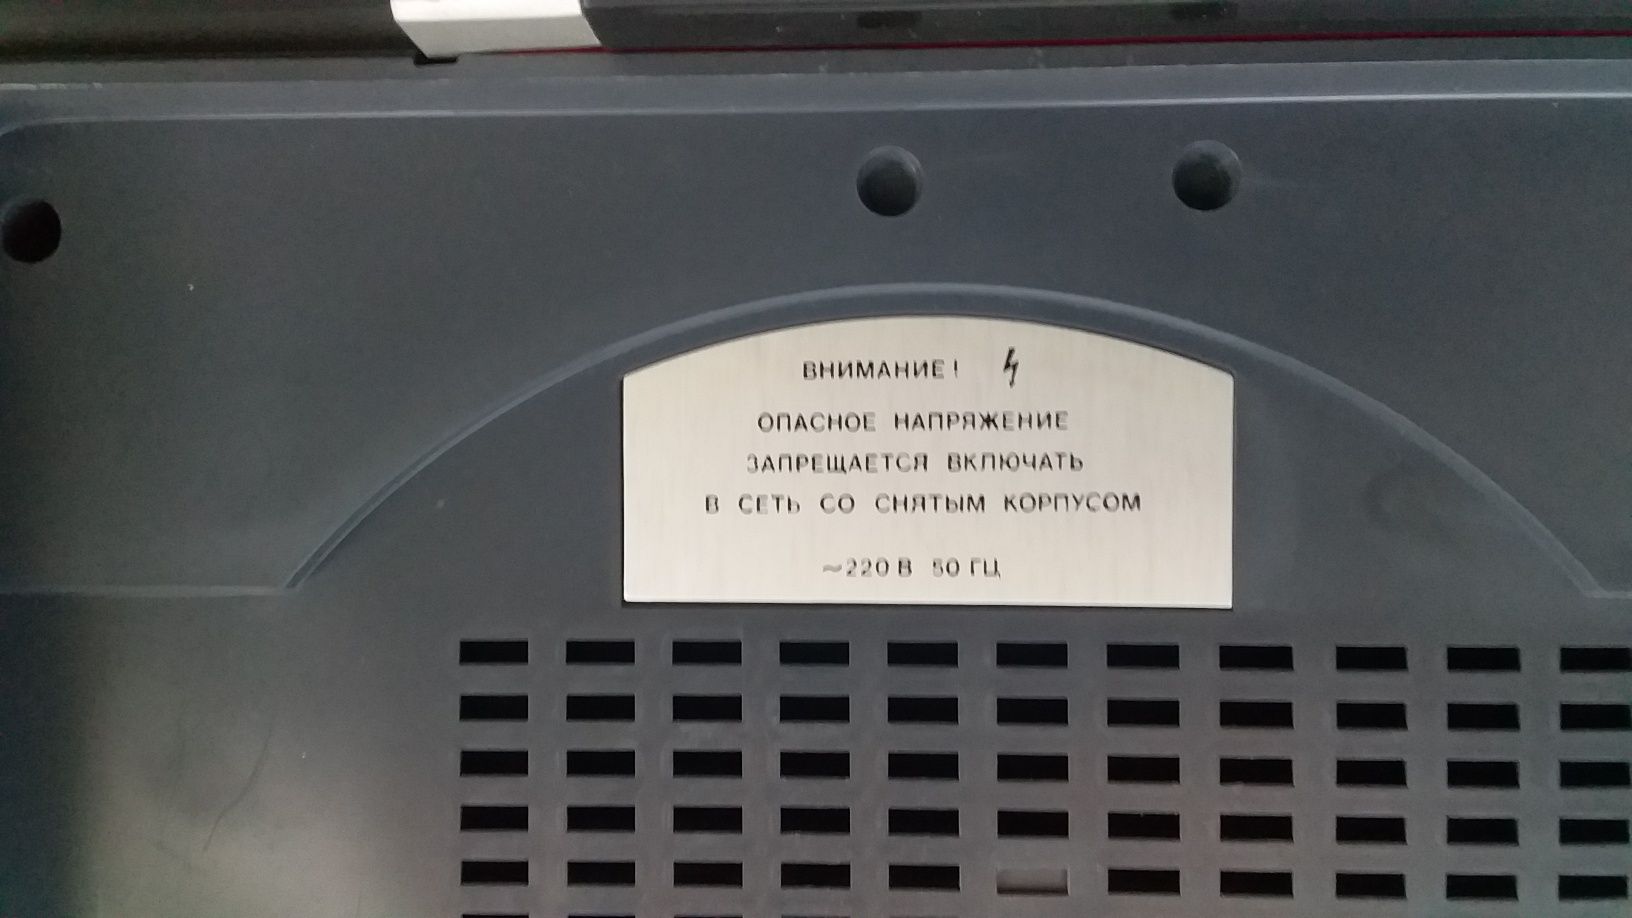 ВНИМАНИЕ!
ОПАСНОЕ НАПРЯЖЕНИЕ
ЗАПРЕЩАЕТСЯ ВКЛЮЧАТЬ
В СЕТЬ СО СНЯТЫМ КОРПУСОМ
~220 В 50 ГЦ